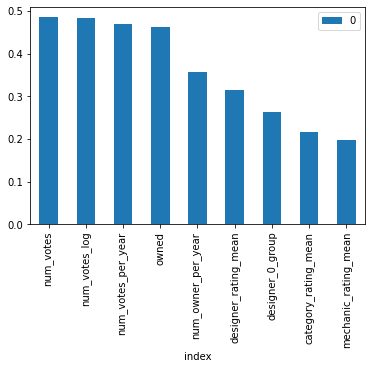 0
0.5
0.4
0.3
0.2
0.1
0.0
num_votes
num_votes_log
num_votes_per_year
owned
num_owner_per_year
designer_rating_mean
designer_0_group
category_rating_mean
mechanic_rating_mean
index